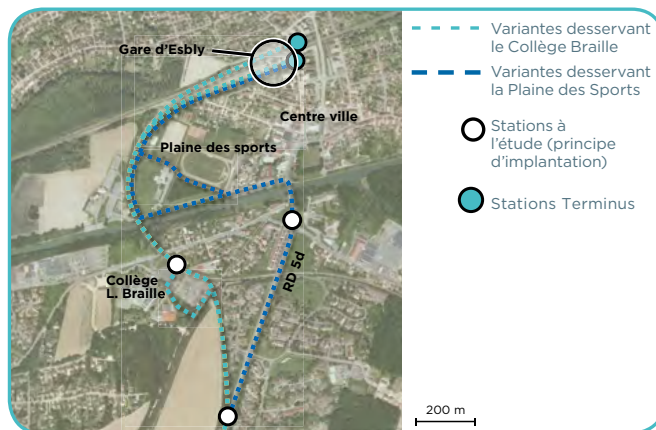 Gare d'Esbly
Centre ville
Plaine des sports
RD 5d
Collège
L. Braille
Variantes desservant
le Collège Braille
Variantes desservant
la Plaine des Sports
Stations à
l'étude (principe
d'implantation)
Stations Terminus
200 m